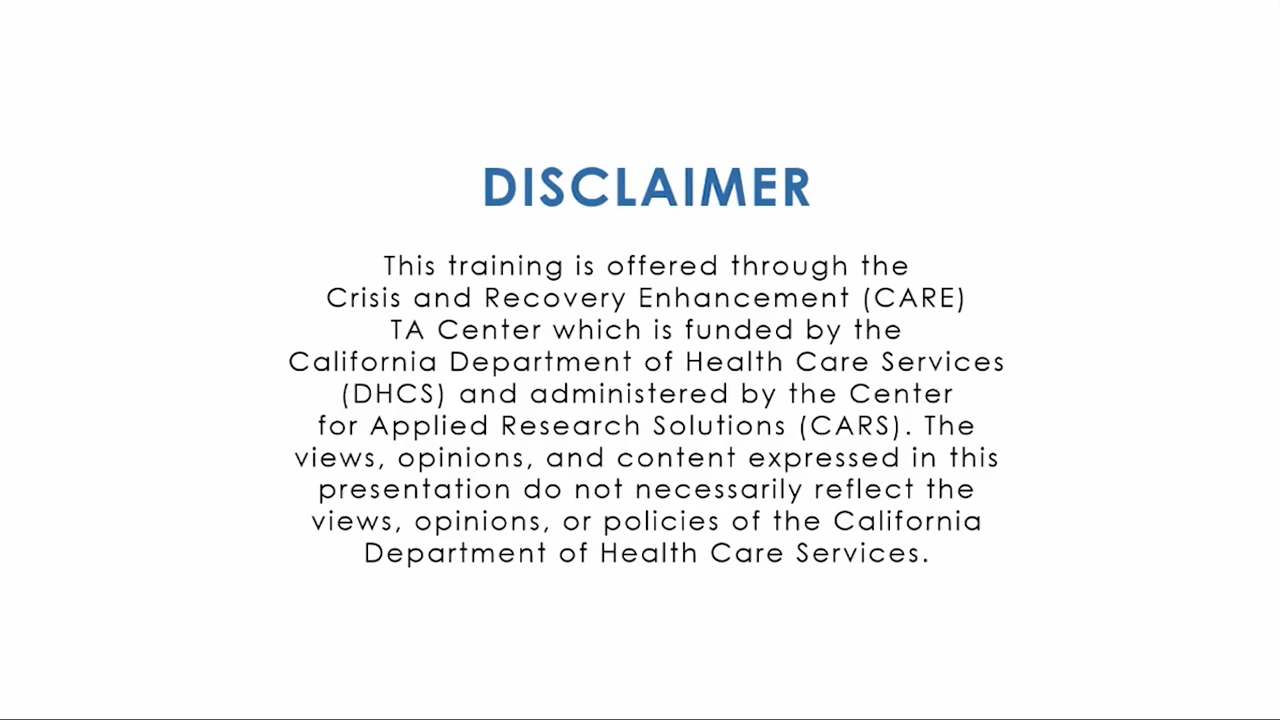 DISCLAIMER
This training is offered through the
Crisis and Recovery Enhancement (CARE)
TA Center which is funded by the
California Department of Health Care Services
(DHCS) and administered by the Center
for Applied Research Solutions (CARS). The
views, opinions, and content expressed in this
presentation do not necessarily reflect the
views, opinions, or policies of the California
Department of Health Care Services.